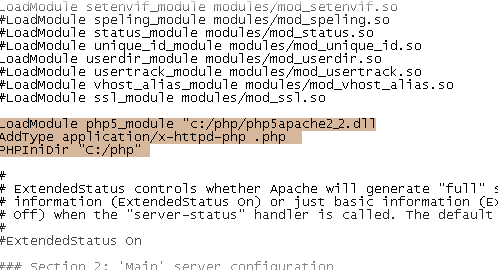 LoadModule setenvif_module modules/mod_setenvif.so
#LoadModule speling_module modules/mod_speling.so
#LoadModule status_module modules/mod_status.so
#LoadModule unique_id_module modules/mod_unique_id.so
LoadModule userdir_module modules/mod_userdir.so
#LoadModule usertrack_module modules/mod_usertrack.so
#LoadModule vhost_alias_module modules/mod_vhost_alias.so
#LoadModule ssl_module modules/mod_ssl.so
LoadModule php5_module "c:/php/php5apache2_2.dll
AddType application/x-httpd-php .php
PHPIniDir "C:/php"
#
# ExtendedStatus controls whether Apache will generate "full" s
# information (ExtendedStatus On) or just basic information (Ex
# Off) when the "server-status" handler is called. The default
#
#ExtendedStatus On
### Section 2: 'Main' server configuration